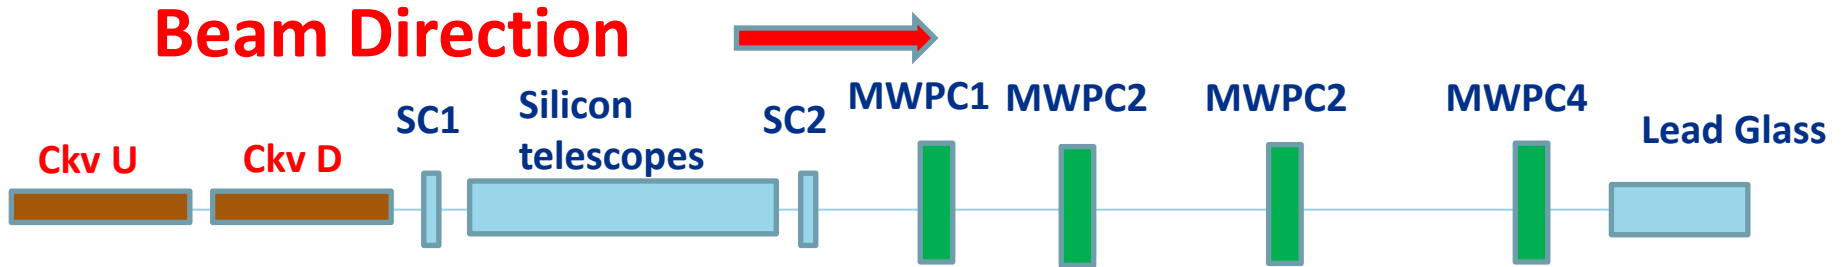 Beam Direction
Ckv U
Ckv D
SC1
Silicon
telescopes
SC2
MWPC1
MWPC2
MWPC2
MWPC4
Lead Glass